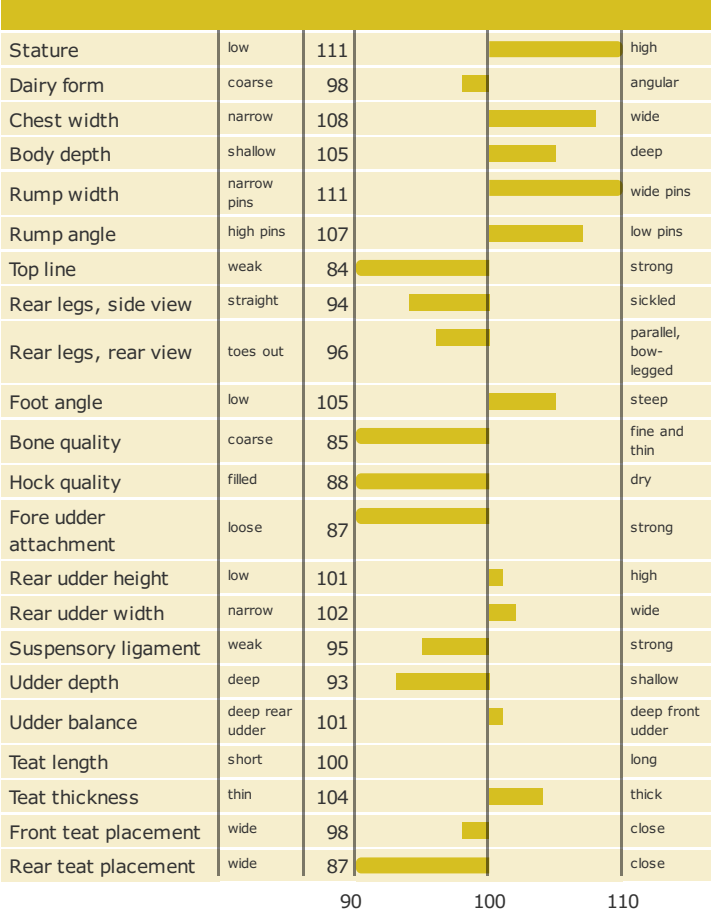 Stature low 111 high
Dairy form coarse 98 angular
Chest width narrow 108 wide
Body depth shallow 105 deep
Rump width narrow pins 111 wide pins
Rump angle high pins 107 low pins
Top line weak 84 strong
Rear legs, side view straight 94 sickled
Rear legs, rear view toes out 96 parallel, bow-legged
Foot angle low 105 steep
Bone quality coarse 85 fine and thin
Hock quality filled 88 dry
Fore udder attachment loose 87 strong
Rear udder height low 101 high
Rear udder width narrow 102 wide
Suspensory ligament weak 95 strong
Udder depth deep 93 shallow
Udder balance deep rear udder 101 deep front udder
Teat length short 100 long
Teat thickness thin 104 thick
Front teat placement wide 98 close
Rear teat placement wide 87 close
90 100 110